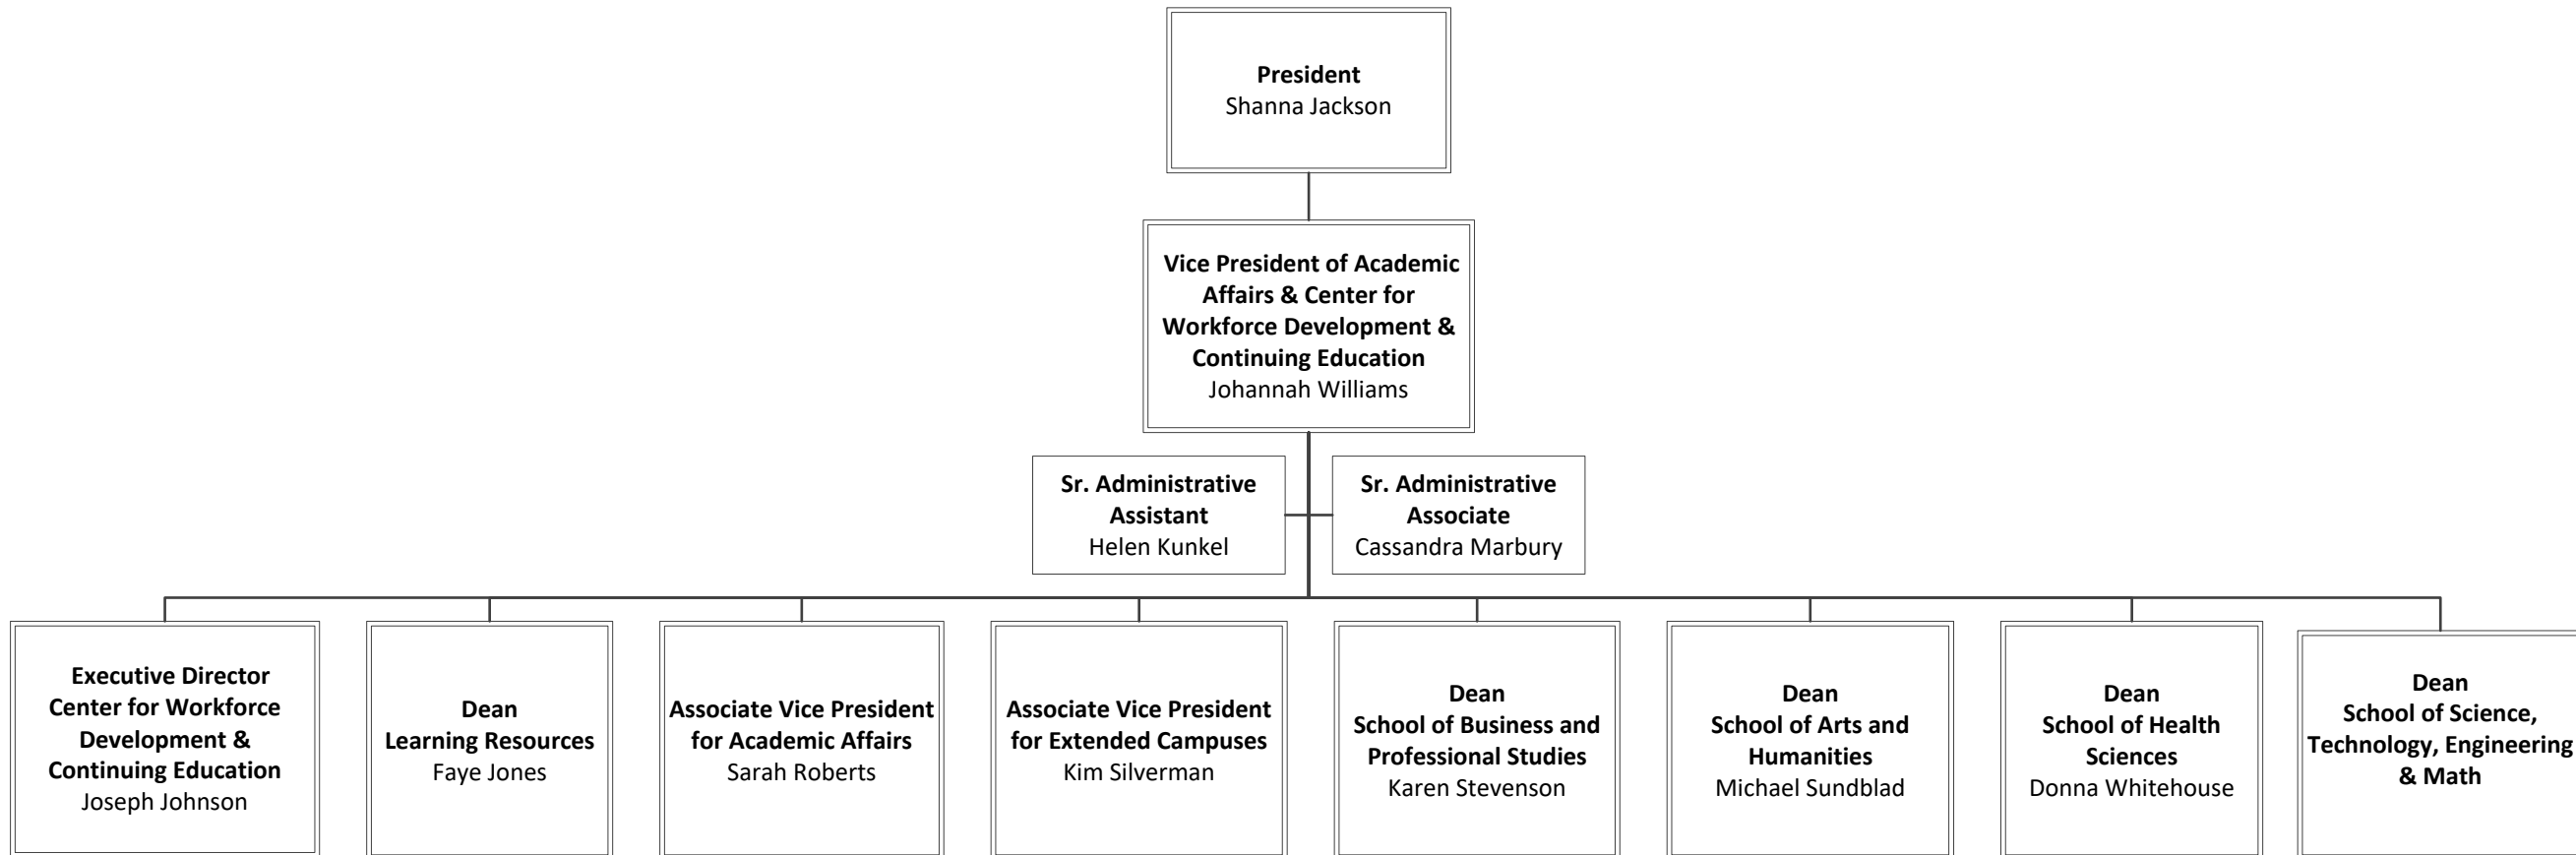 President
Shanna Jackson
Vice President of Academic
Affairs & Center for
Workforce Development &
Continuing Education
Johannah Williams
Sr. Administrative
Assistant
Helen Kunkel
Sr. Administrative
Associate
Cassandra Marbury
Executive Director
Center for Workforce
Development &
Continuing Education
Joseph Johnson
Dean
Learning Resources
Faye Jones
Associate Vice President
for Academic Affairs
Sarah Roberts
Associate Vice President
for Extended Campuses
Kim Silverman
Dean
School of Business and
Professional Studies
Karen Stevenson
Dean
School of Arts and
Humanities
Michael Sundblad
Dean
School of Health
Sciences
Donna Whitehouse
Dean
School of Science,
Technology, Engineering
& Math